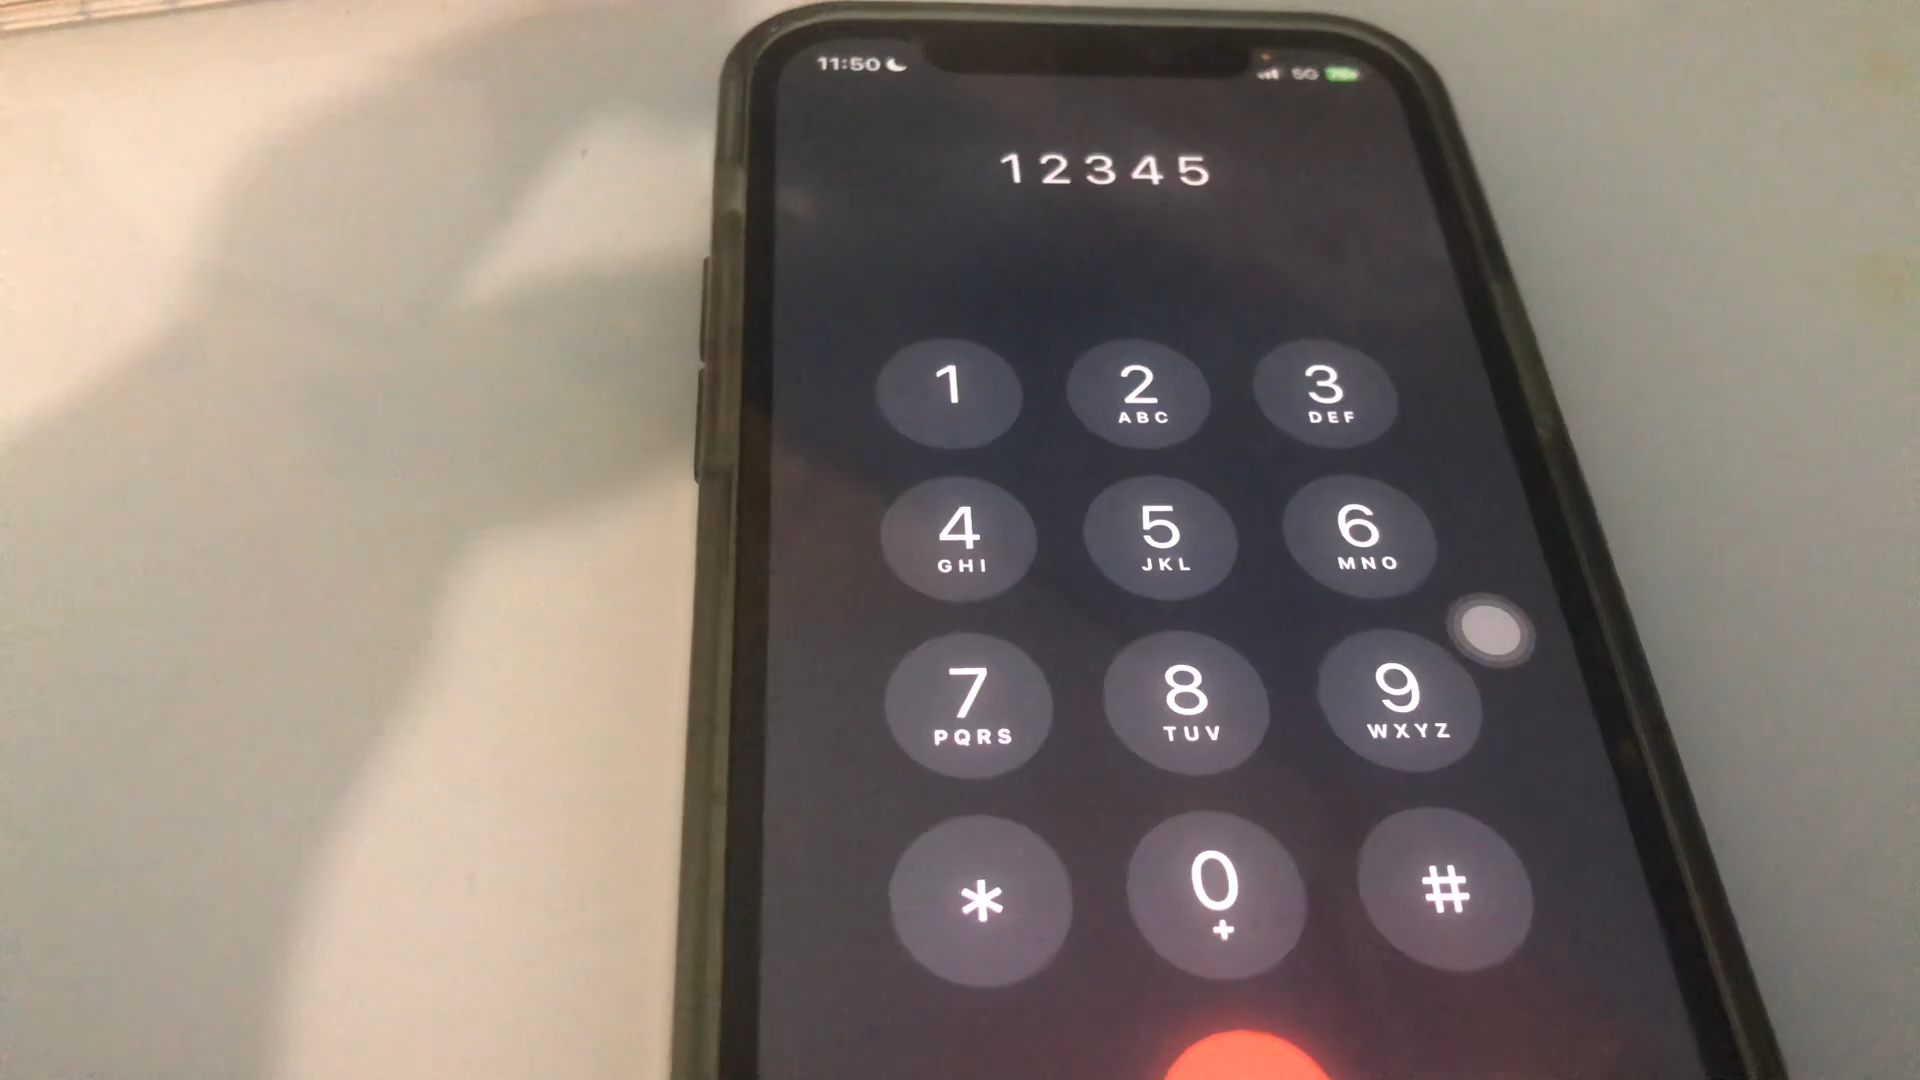 11:50
5G
12345
1 2 3
ABC DEF
4 5 6
GHI JKL MNO
7 8 9
PQRS TUV WXYZ
* 0 #
+